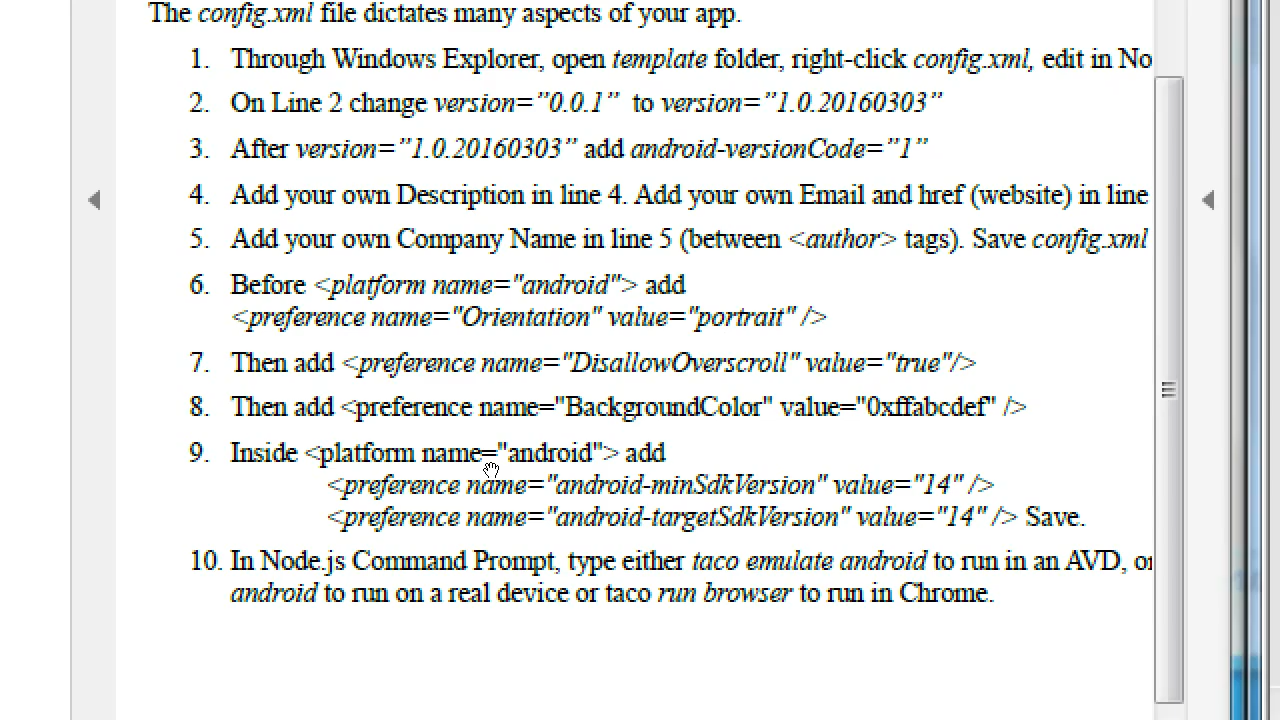 The config.xml file dictates many aspects of your app.
1. Through Windows Explorer, open template folder, right-click config.xml, edit in No
2. On Line 2 change version="0.0.1" to version="1.0.20160303"
3. After version="1.0.20160303" add android-versionCode="1"
4. Add your own Description in line 4. Add your own Email and href (website) in line
5. Add your own Company Name in line 5 (between <author> tags). Save config.xml
6. Before <platform name="android"> add
<preference name="Orientation" value="portrait" />
7. Then add <preference name="DisallowOverscroll" value="true"/>
8. Then add <preference name="BackgroundColor" value="0xffabcdef" />
9. Inside <platform name="android"> add
<preference name="android-minSdkVersion" value="14" />
<preference name="android-targetSdkVersion" value="14" /> Save.
10. In Node.js Command Prompt, type either taco emulate android to run in an AVD, or
android to run on a real device or taco run browser to run in Chrome.